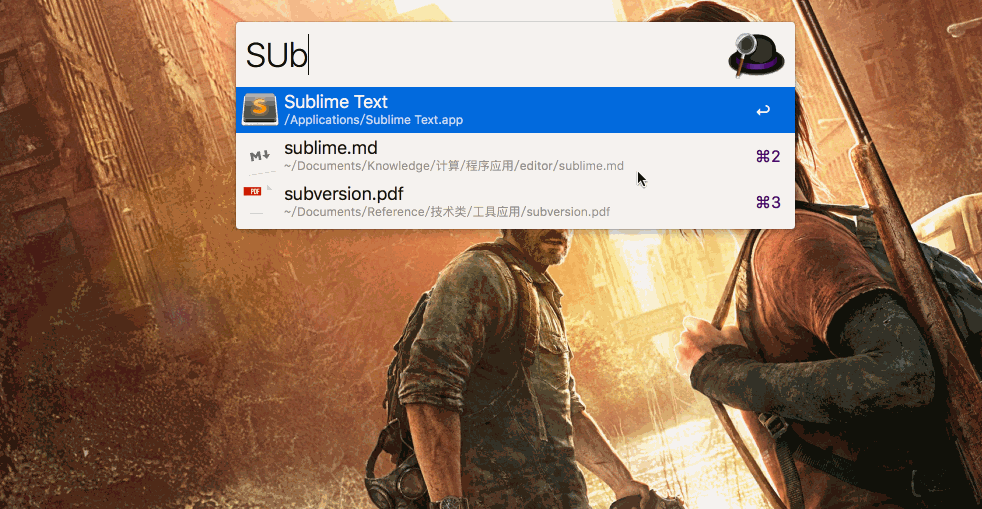 SUb
Sublime Text
/Applications/Sublime Text.app
↩
sublime.md
~/Documents/Knowledge/计算/程序应用/editor/sublime.md
⌘2
subversion.pdf
~/Documents/Reference/技术类/工具应用/subversion.pdf
⌘3
S
M↓
PDF